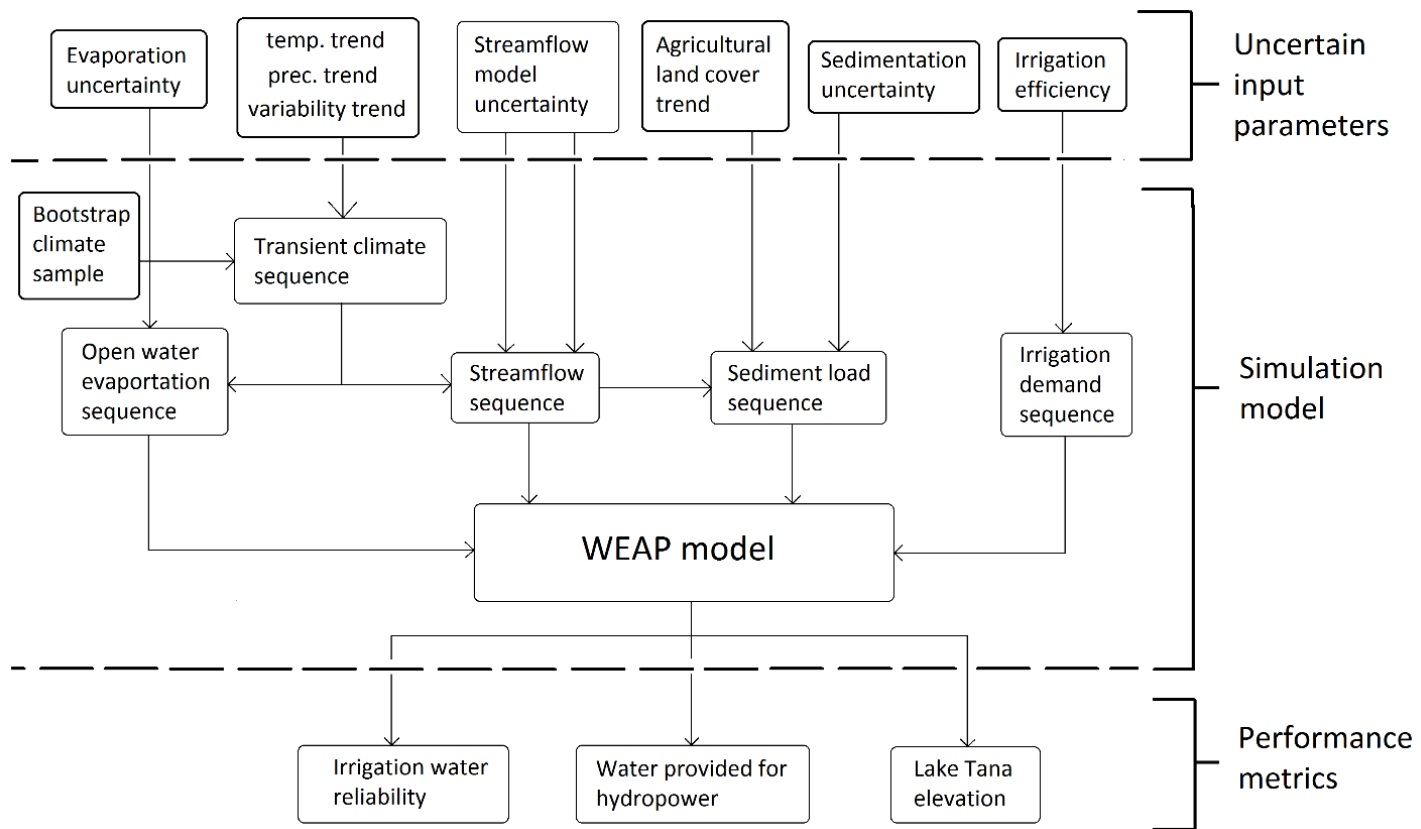 Evaporation
uncertainty
temp. trend
prec. trend
variability trend
Streamflow
model
uncertainty
Agricultural
land cover
trend
Sedimentation
uncertainty
Irrigation
efficiency
Uncertain
input
parameters
Bootstrap
climate
sample
Transient climate
sequence
Open water
evaportation
sequence
Streamflow
sequence
Sediment load
sequence
Irrigation
demand
sequence
Simulation
model
WEAP model
Irrigation water
reliability
Water provided for
hydropower
Lake Tana
elevation
Performance
metrics